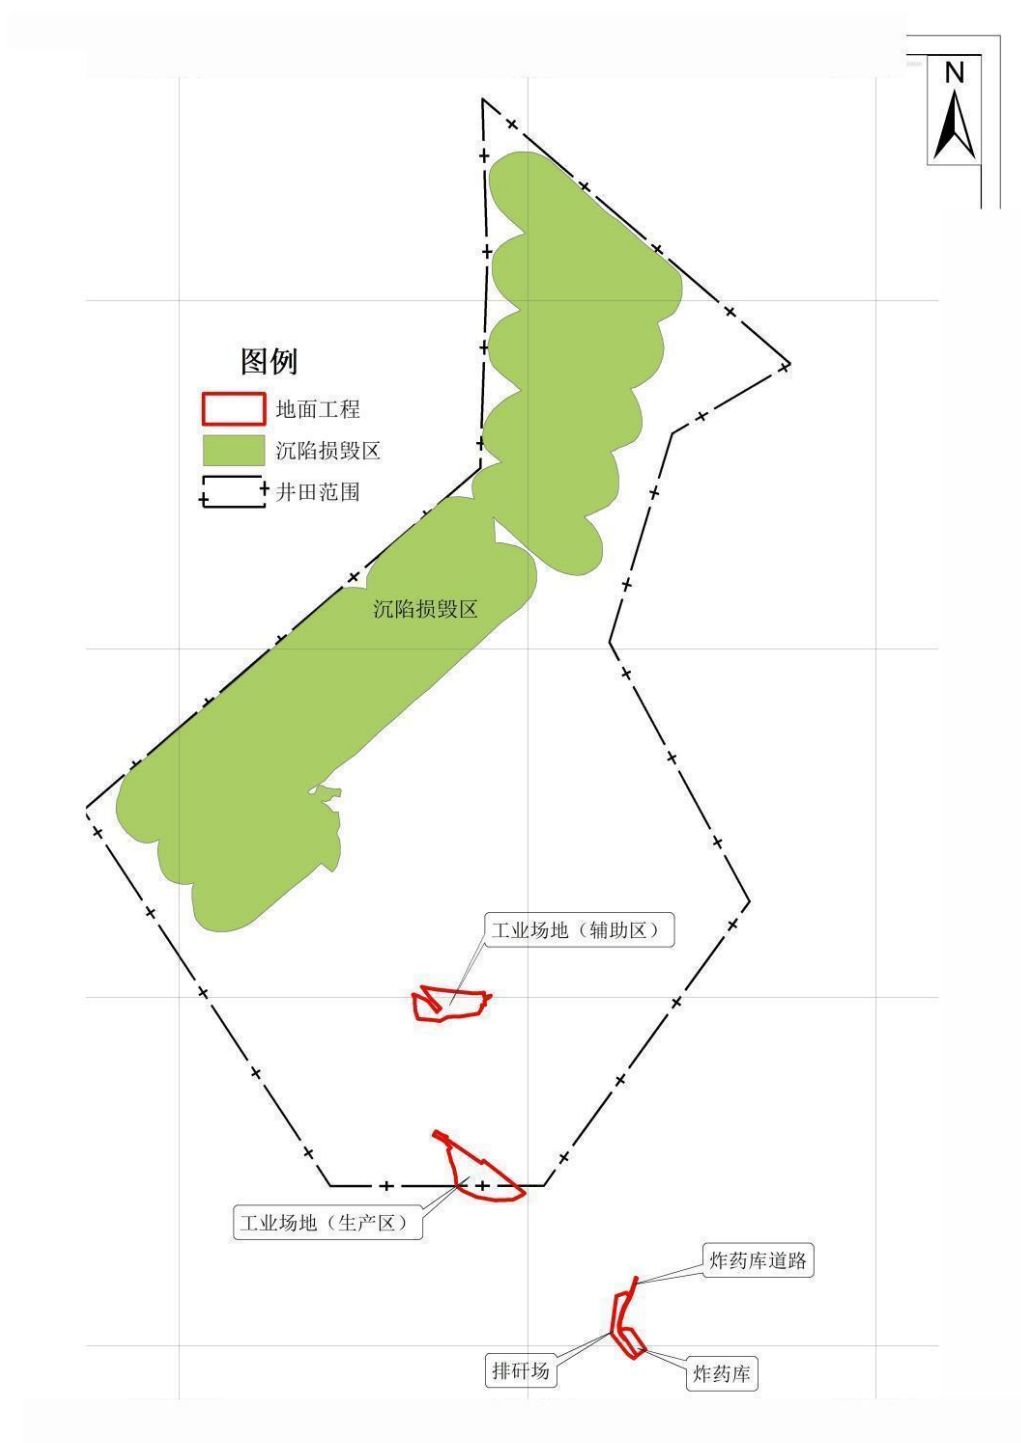 N
图例
地面工程
沉陷损毁区
井田范围
沉陷损毁区
工业场地（辅助区）
工业场地（生产区）
炸药库道路
排矸场
炸药库